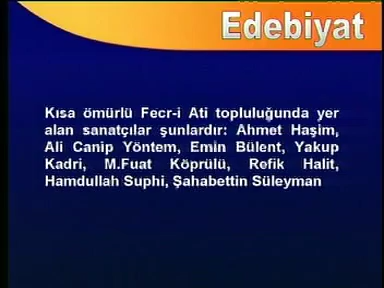 Edebiyat
Kısa ömürlü Fecr-i Ati topluluğunda yer
alan sanatçılar şunlardır: Ahmet Haşim,
Ali Canip Yöntem, Emin Bülent, Yakup
Kadri, M.Fuat Köprülü, Refik Halit,
Hamdullah Suphi, Şahabettin Süleyman